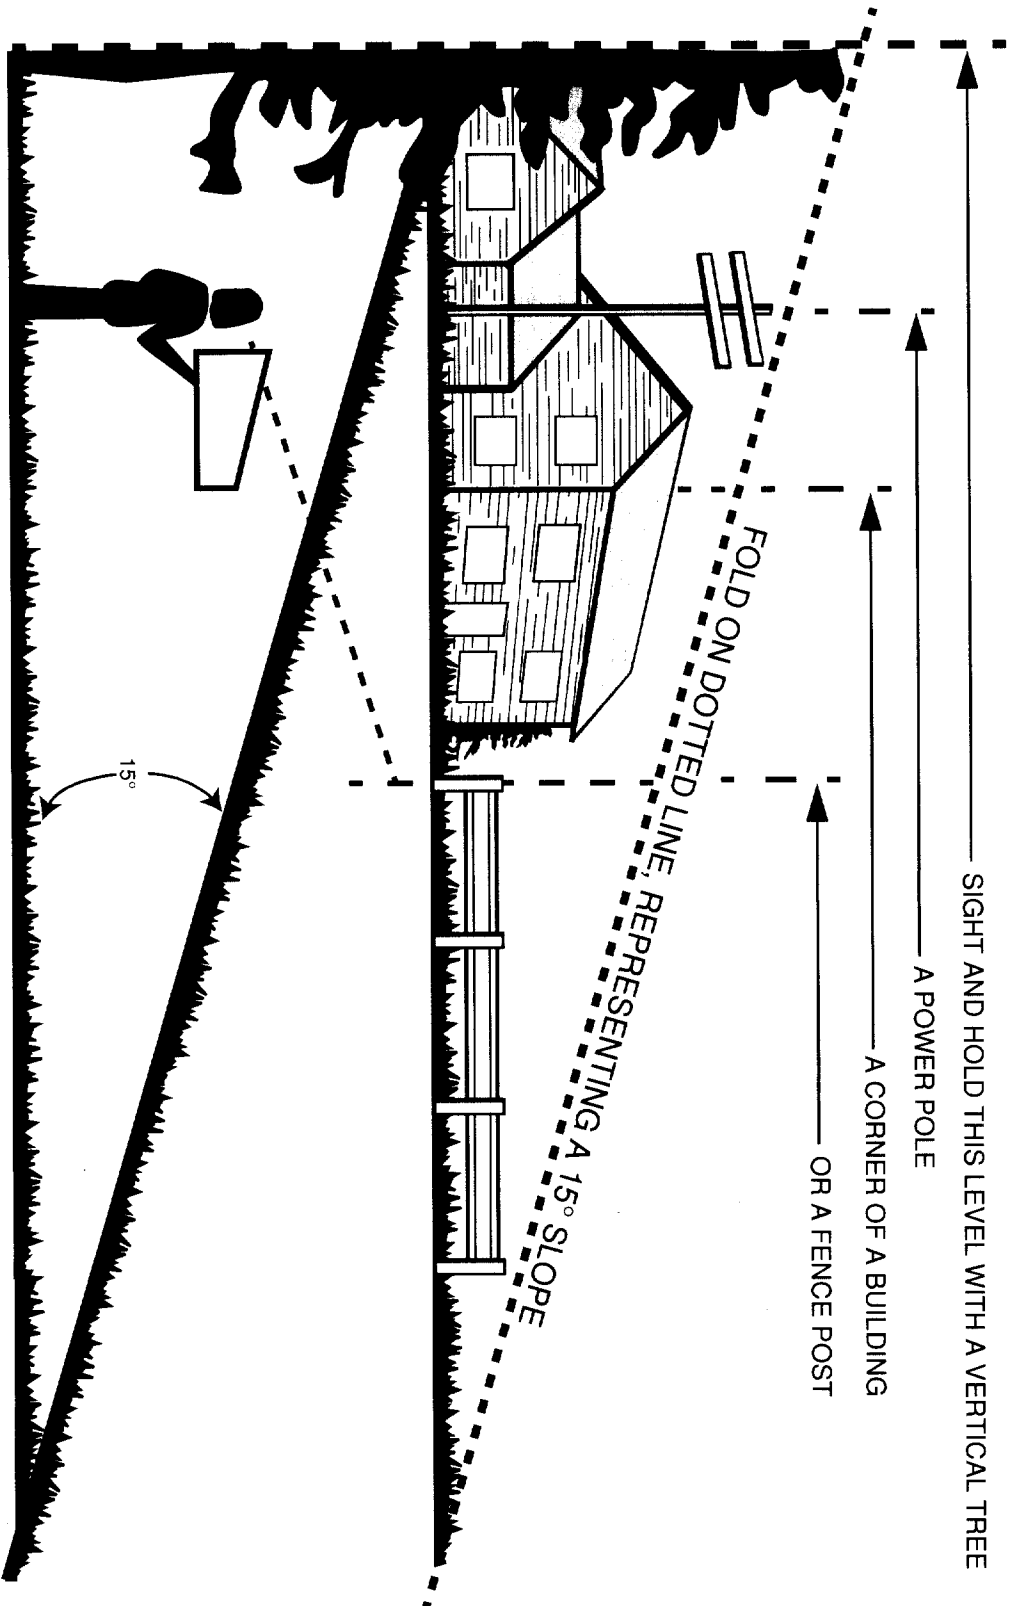 SIGHT AND HOLD THIS LEVEL WITH A VERTICAL TREE
A POWER POLE
A CORNER OF A BUILDING
OR A FENCE POST
FOLD ON DOTTED LINE, REPRESENTING A 15° SLOPE
15°